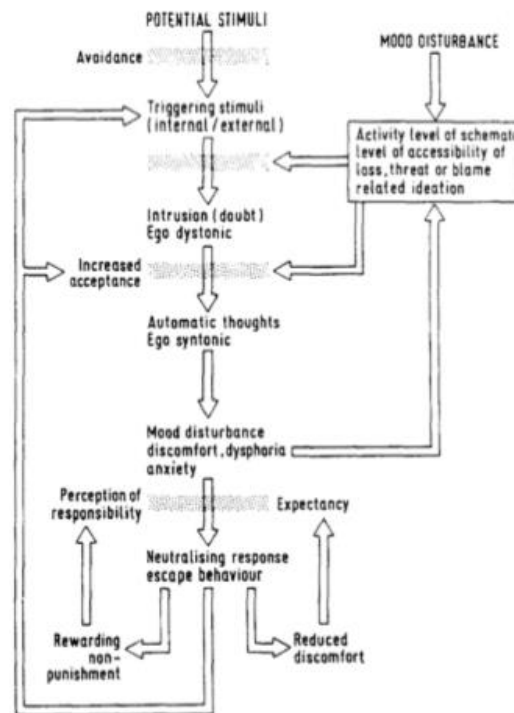 POTENTIAL STIMULI
MOOD DISTURBANCE
Avoidance
Triggering stimuli
(internal/external)
Activity level of schemata
level of accessibility of
loss, threat or blame
related ideation
Intrusion (doubt)
Ego dystonic
Increased
acceptance
Automatic thoughts
Ego syntonic
Mood disturbance
discomfort, dysphoria
anxiety
Perception of
responsibility
Expectancy
Neutralising response
escape behaviour
Rewarding
non-
punishment
Reduced
discomfort